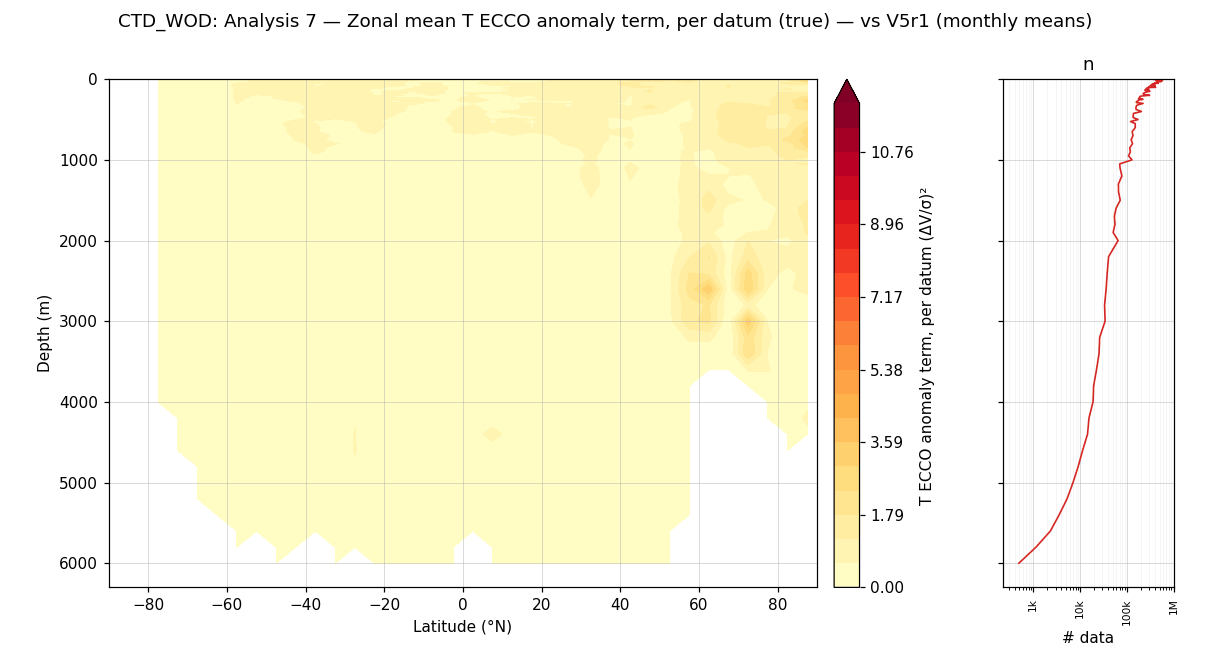 CTD_WOD: Analysis 7 — Zonal mean T ECCO anomaly term, per datum (true) — vs V5r1 (monthly means)
n
0
1000
2000
3000
4000
5000
6000
Depth (m)
−80
−60
−40
−20
0
20
40
60
80
Latitude (°N)
10.76
8.96
7.17
5.38
3.59
1.79
0.00
T ECCO anomaly term, per datum (ΔV/σ)²
1k
10k
100k
1M
# data